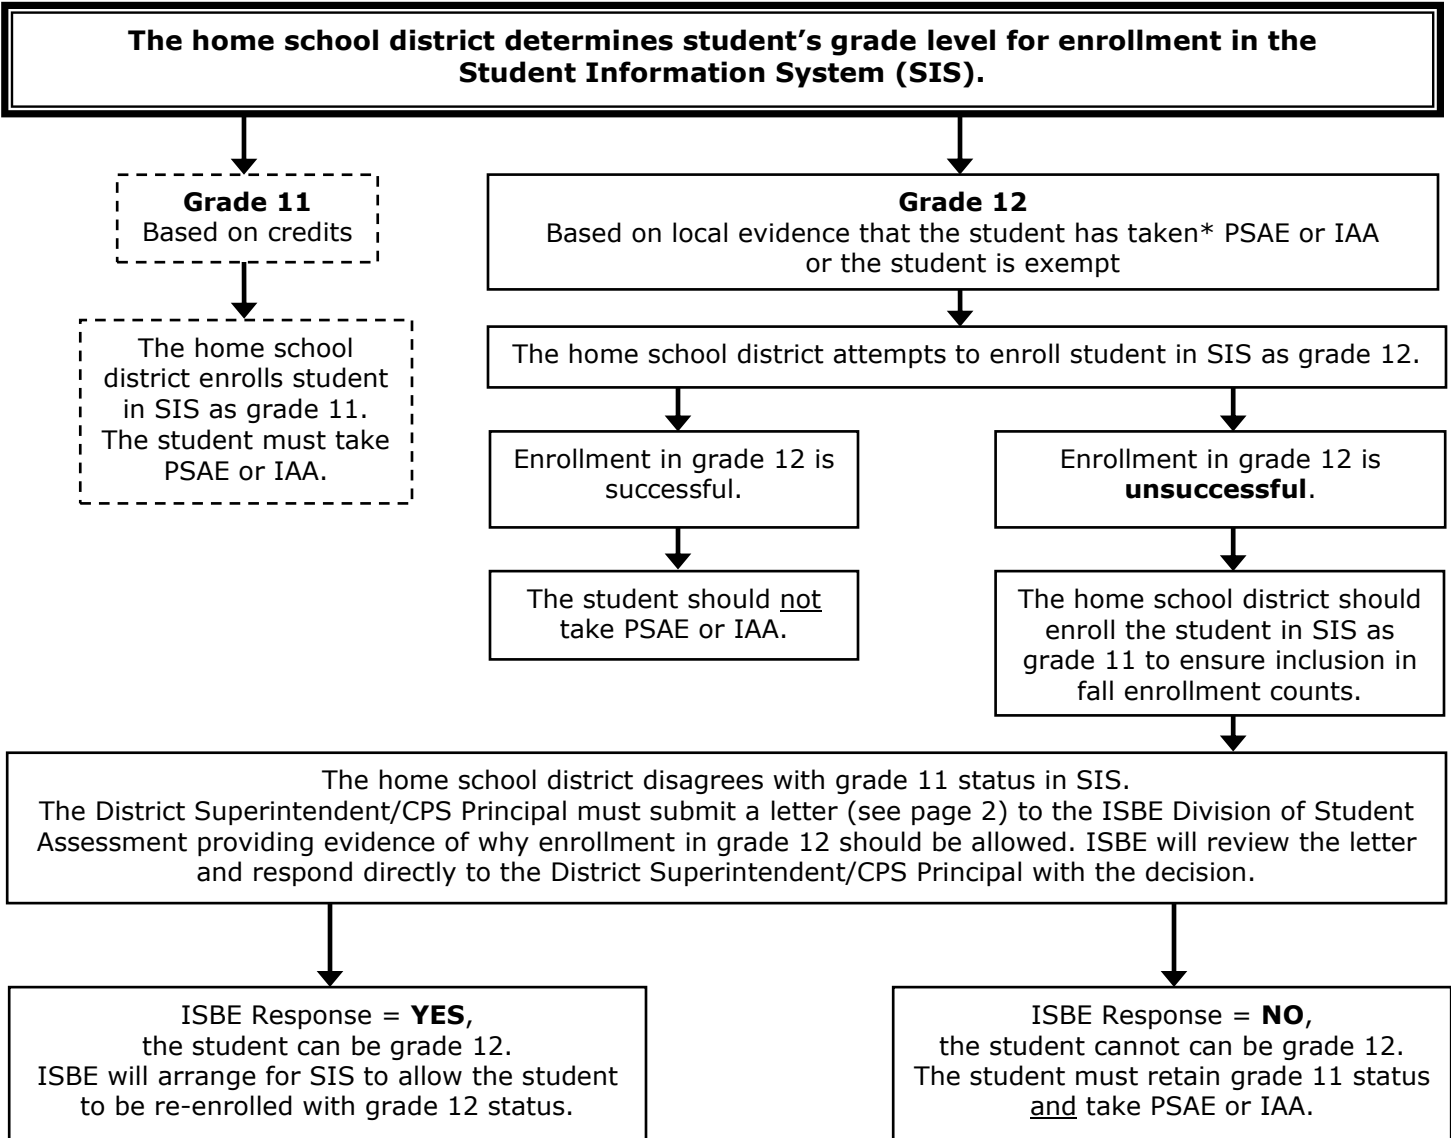 The home school district determines student’s grade level for enrollment in the
Student Information System (SIS).
Grade 11
Based on credits
The home school
district enrolls student
in SIS as grade 11.
The student must take
PSAE or IAA.
Grade 12
Based on local evidence that the student has taken* PSAE or IAA
or the student is exempt
The home school district attempts to enroll student in SIS as grade 12.
Enrollment in grade 12 is
successful.
The student should not
take PSAE or IAA.
Enrollment in grade 12 is
unsuccessful.
The home school district should
enroll the student in SIS as
grade 11 to ensure inclusion in
fall enrollment counts.
The home school district disagrees with grade 11 status in SIS.
The District Superintendent/CPS Principal must submit a letter (see page 2) to the ISBE Division of Student
Assessment providing evidence of why enrollment in grade 12 should be allowed. ISBE will review the letter
and respond directly to the District Superintendent/CPS Principal with the decision.
ISBE Response = YES,
the student can be grade 12.
ISBE will arrange for SIS to allow the student
to be re-enrolled with grade 12 status.
ISBE Response = NO,
the student cannot can be grade 12.
The student must retain grade 11 status
and take PSAE or IAA.